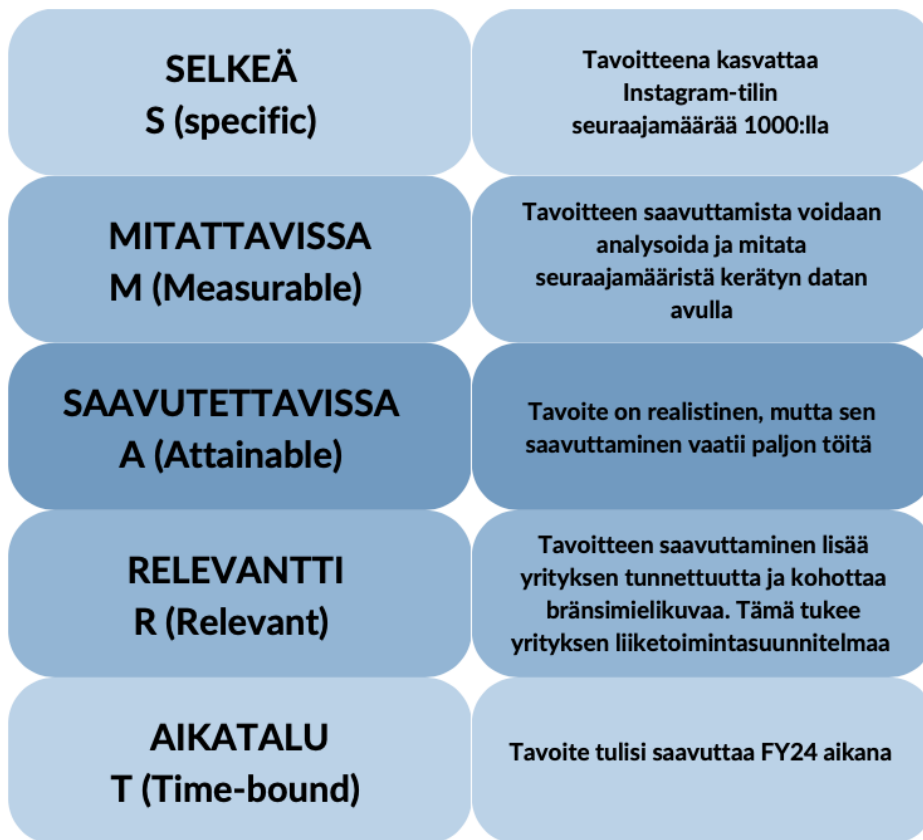 SELKEÄ
S (specific)
Tavoitteena kasvattaa
Instagram-tilin
seuraajamäärää 1000:lla
MITATTAVISSA
M (Measurable)
Tavoitteen saavuttamista voidaan
analysoida ja mitata
seuraajamääristä kerätyn datan
avulla
SAAVUTETTAVISSA
A (Attainable)
Tavoite on realistinen, mutta sen
saavuttaminen vaatii paljon töitä
RELEVANTTI
R (Relevant)
Tavoitteen saavuttaminen lisää
yrityksen tunnettuutta ja kohottaa
bränsimielikuvaa. Tämä tukee
yrityksen liiketoimintasuunnitelmaa
AIKATALU
T (Time-bound)
Tavoite tulisi saavuttaa FY24 aikana